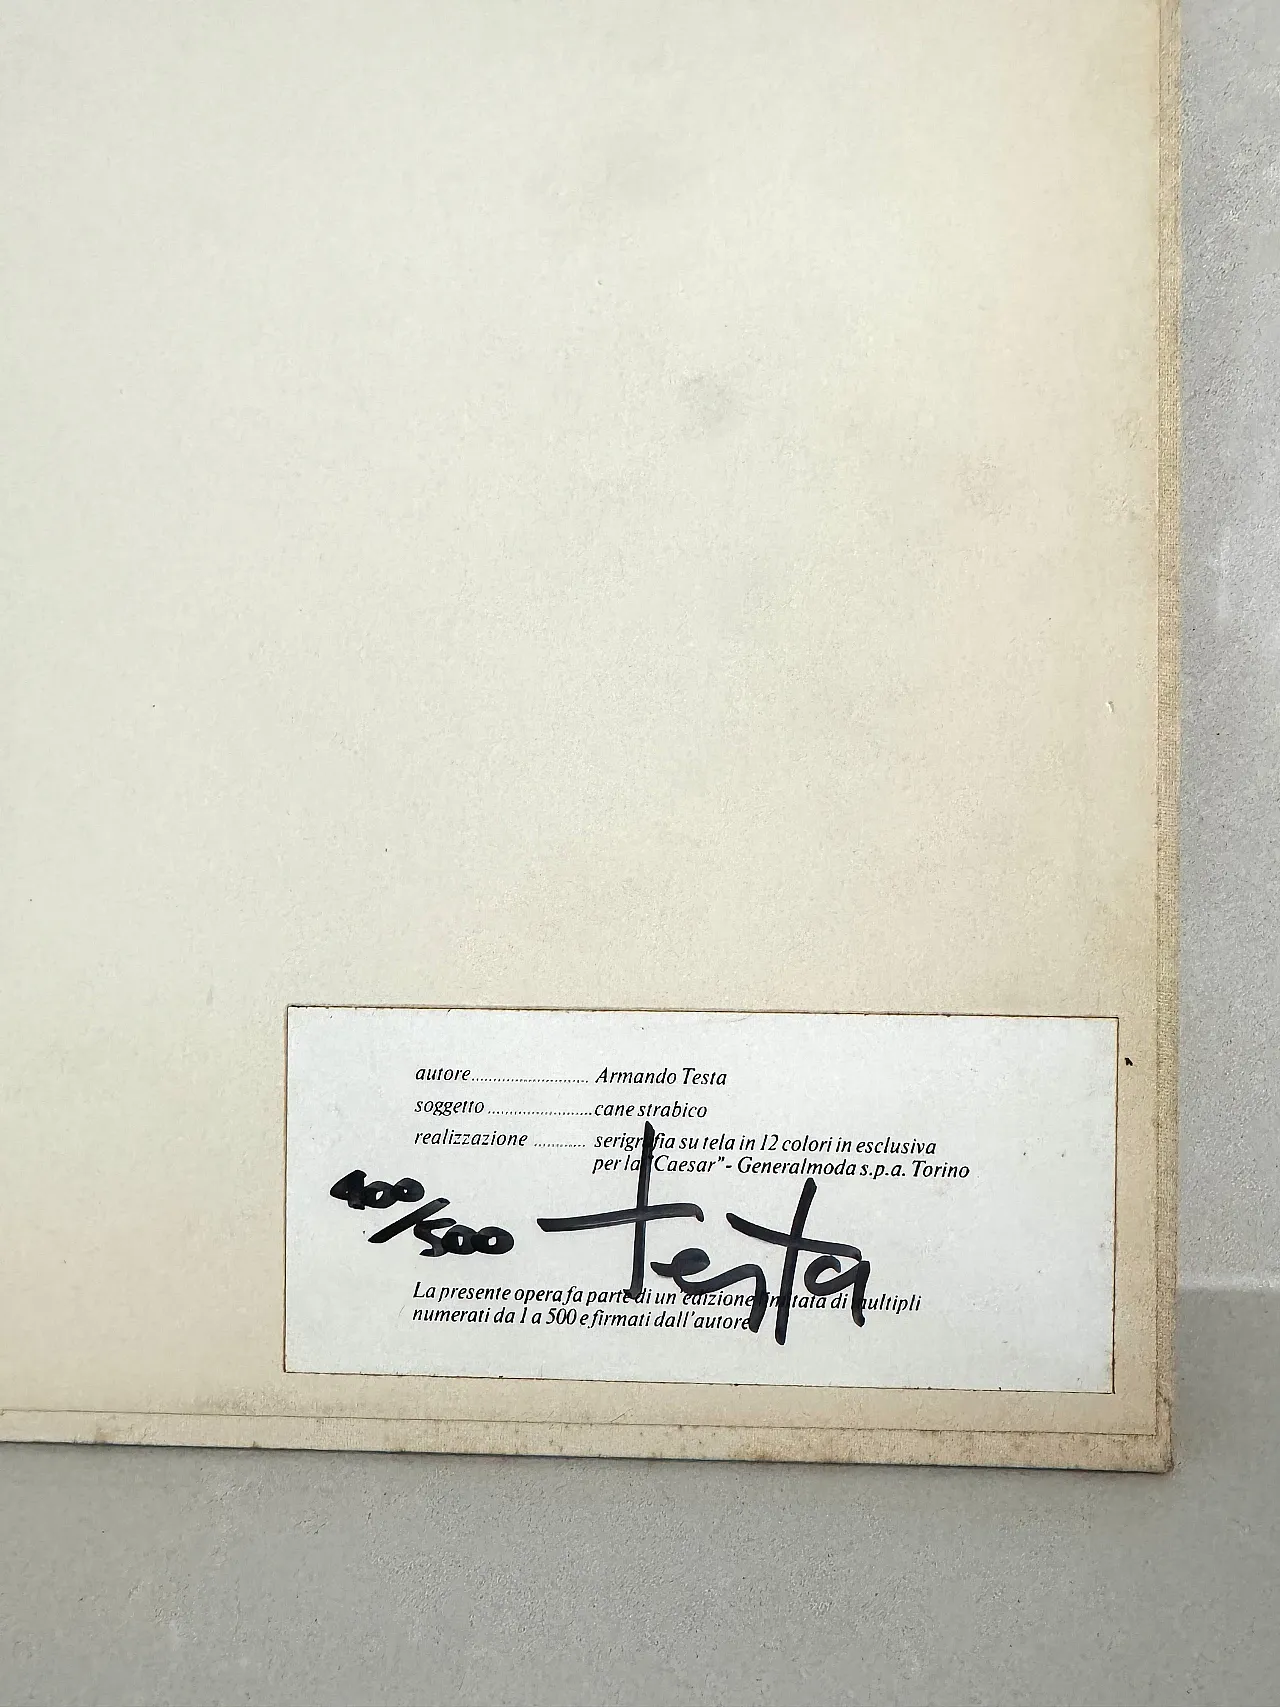 autore........................... Armando Testa
soggetto........................cane strabico
realizzazione ............ serigrafia su tela in 12 colori in esclusiva
per la "Caesar" - Generalmoda s.p.a. Torino
400/500 testa
La presente opera fa parte di un edizione limitata di multipli
numerati da 1 a 500 e firmati dall'autore